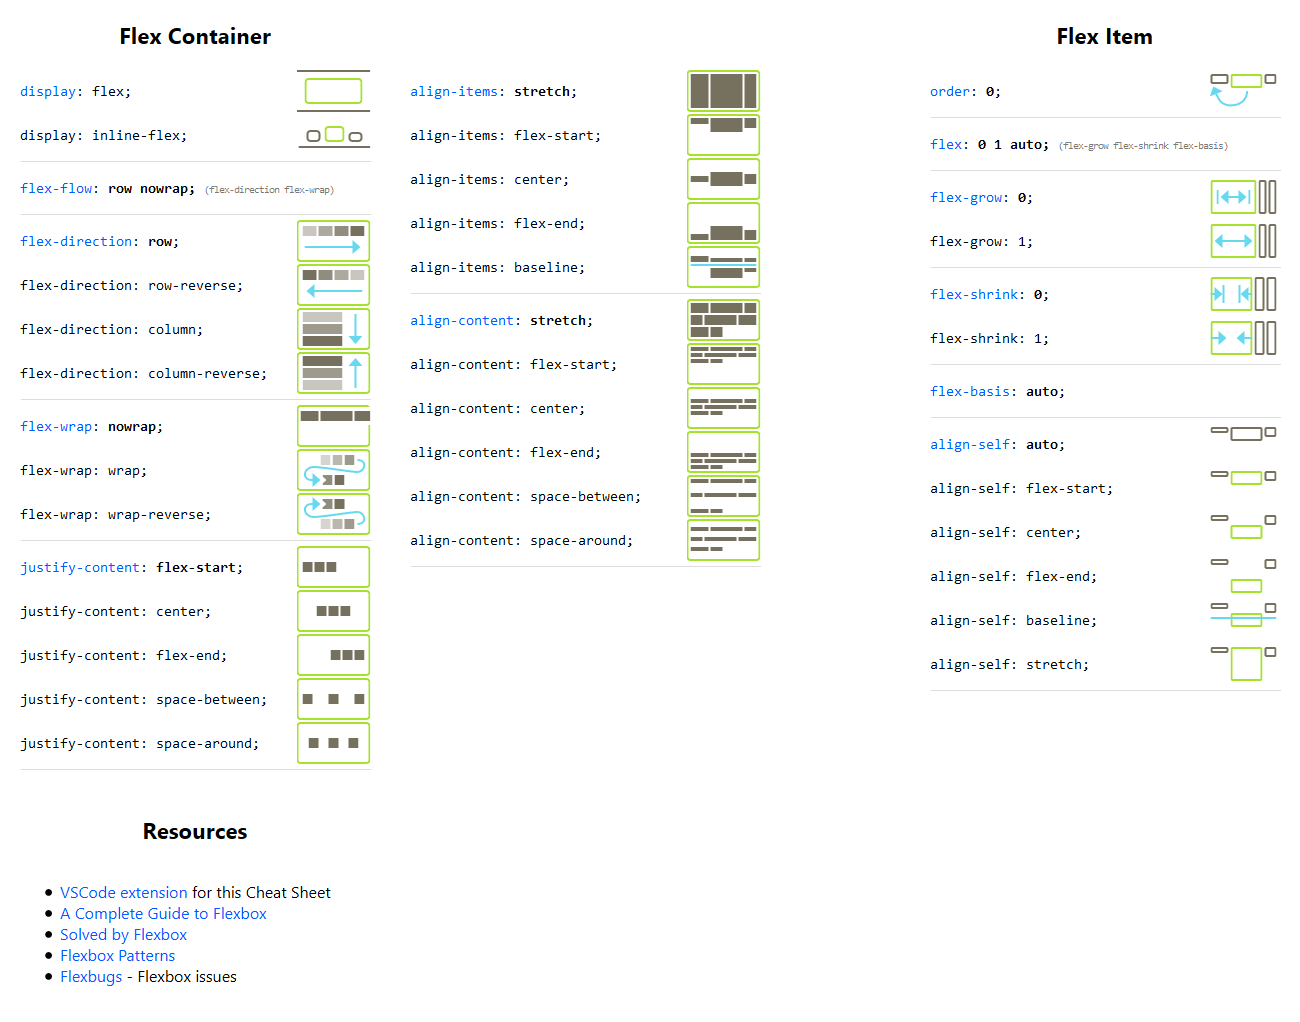 Flex Container
display: flex;
display: inline-flex;
flex-flow: row nowrap; (flex-direction flex-wrap)
flex-direction: row;
flex-direction: row-reverse;
flex-direction: column;
flex-direction: column-reverse;
flex-wrap: nowrap;
flex-wrap: wrap;
flex-wrap: wrap-reverse;
justify-content: flex-start;
justify-content: center;
justify-content: flex-end;
justify-content: space-between;
justify-content: space-around;
align-items: stretch;
align-items: flex-start;
align-items: center;
align-items: flex-end;
align-items: baseline;
align-content: stretch;
align-content: flex-start;
align-content: center;
align-content: flex-end;
align-content: space-between;
align-content: space-around;
Flex Item
order: 0;
flex: 0 1 auto; (flex-grow flex-shrink flex-basis)
flex-grow: 0;
flex-grow: 1;
flex-shrink: 0;
flex-shrink: 1;
flex-basis: auto;
align-self: auto;
align-self: flex-start;
align-self: center;
align-self: flex-end;
align-self: baseline;
align-self: stretch;
Resources
VSCode extension for this Cheat Sheet
A Complete Guide to Flexbox
Solved by Flexbox
Flexbox Patterns
Flexbugs - Flexbox issues